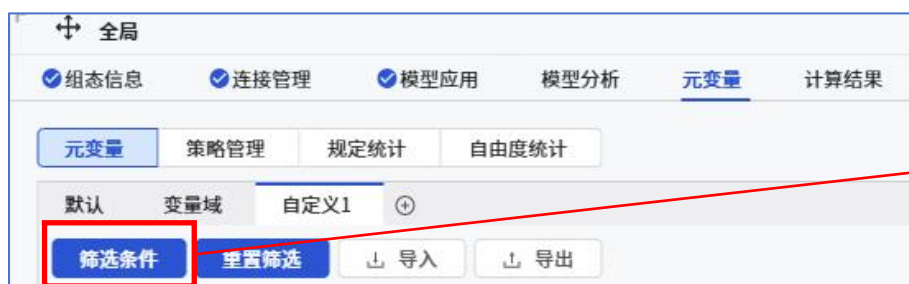 全局
组态信息 连接管理 模型应用 模型分析 元变量 计算结果
元变量 策略管理 规定统计 自由度统计
默认 变量域 自定义1
筛选条件 重置筛选 导入 导出